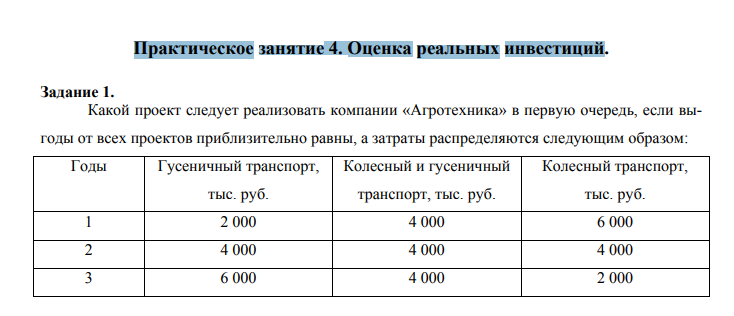 Практическое занятие 4. Оценка реальных инвестиций.
Задание 1.
Какой проект следует реализовать компании «Агротехника» в первую очередь, если вы-
годы от всех проектов приблизительно равны, а затраты распределяются следующим образом:
Годы Гусеничный транспорт, тыс. руб. Колесный и гусеничный транспорт, тыс. руб. Колесный транспорт, тыс. руб.
1 2 000 4 000 6 000
2 4 000 4 000 4 000
3 6 000 4 000 2 000